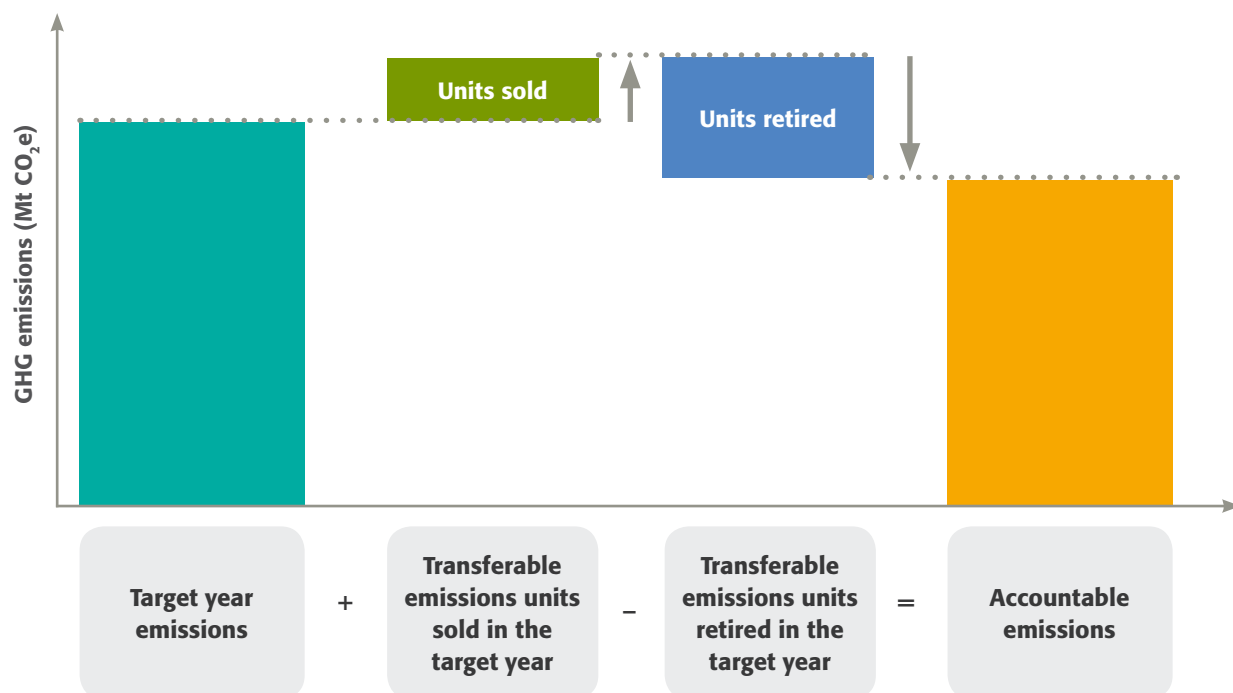 GHG emissions (Mt CO₂e)
Units sold
Units retired
Target year
emissions
+
Transferable
emissions units
sold in the
target year
–
Transferable
emissions units
retired in the
target year
=
Accountable
emissions